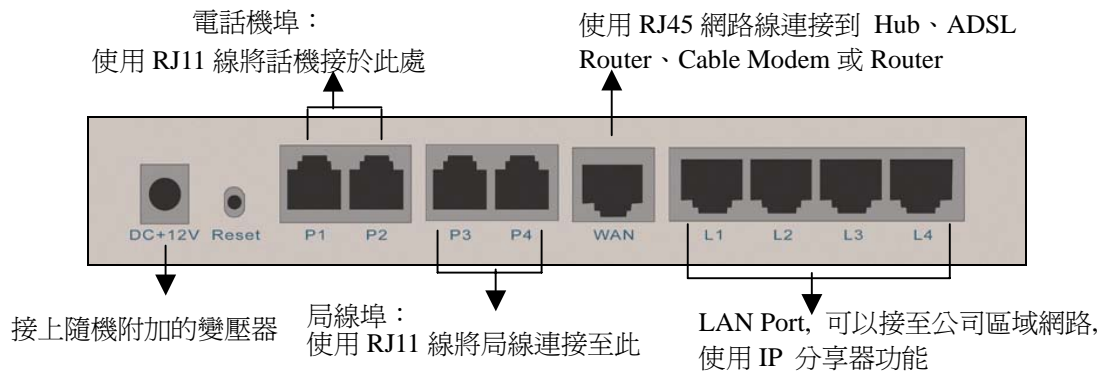 電話機埠：
使用 RJ11 線將話機接於此處
使用 RJ45 網路線連接到 Hub、ADSL
Router、Cable Modem 或 Router
DC+12V Reset P1 P2 P3 P4 WAN L1 L2 L3 L4
接上隨機附加的變壓器
局線埠：
使用 RJ11 線將局線連接至此
LAN Port, 可以接至公司區域網路,
使用 IP 分享器功能